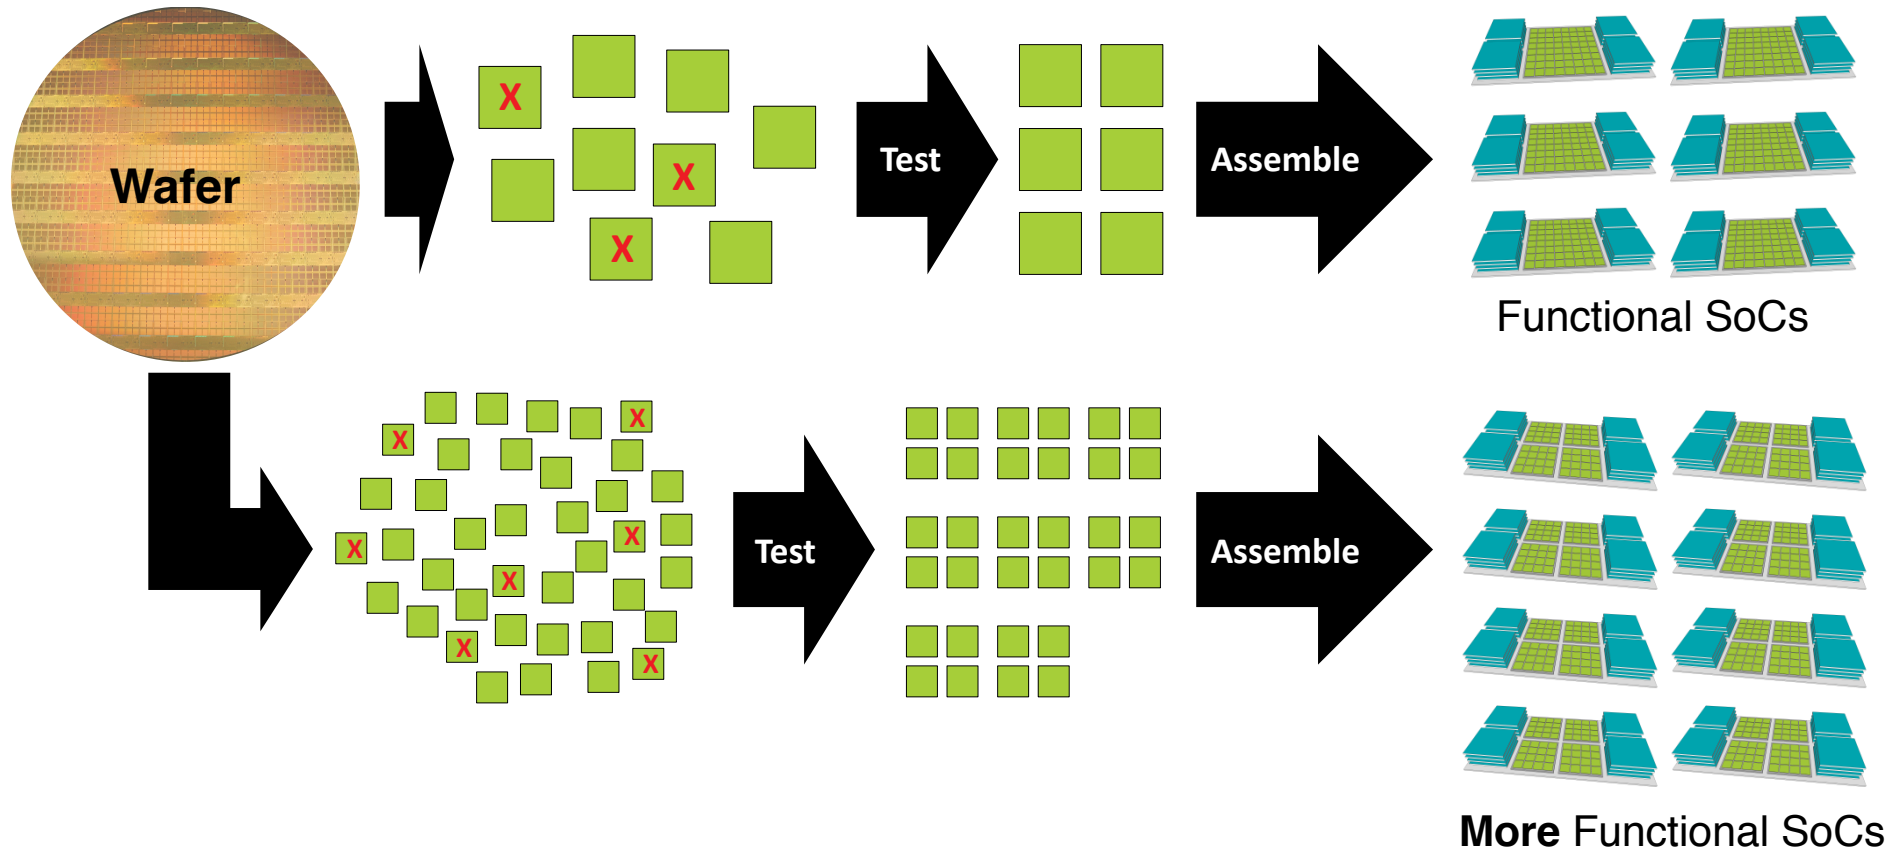 Wafer
X
X
X
Test
Assemble
Functional SoCs
X
X
X
X
X
X
X
Test
Assemble
More Functional SoCs